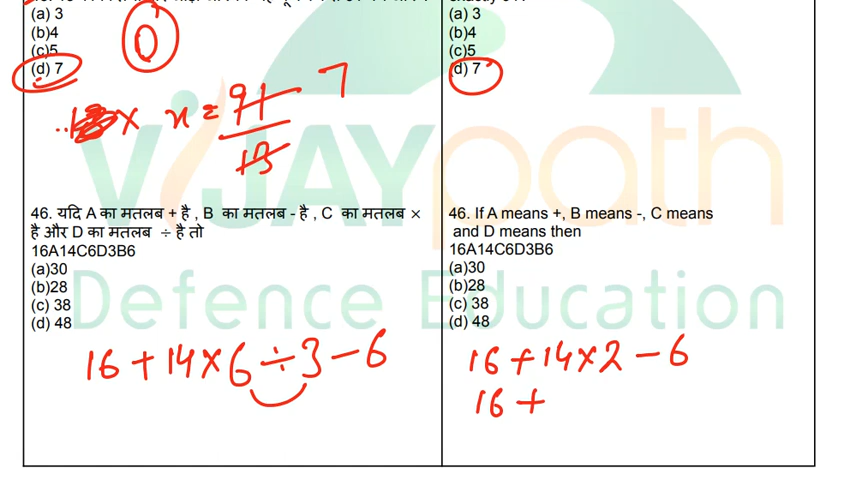 (a) 3
(b)4
(c)5
(d) 7
0
x n = 91 7
13
46. यदि A का मतलब + है , B का मतलब - है , C का मतलब ×
है और D का मतलब ÷ है तो
16A14C6D3B6
(a)30
(b)28
(c) 38
(d) 48
16 + 14 × 6 ÷ 3 - 6
(a) 3
(b)4
(c)5
(d) 7
46. If A means +, B means -, C means
and D means then
16A14C6D3B6
(a)30
(b)28
(c) 38
(d) 48
16 + 14 × 2 - 6
16 +
VIJAYpath
Defence Education